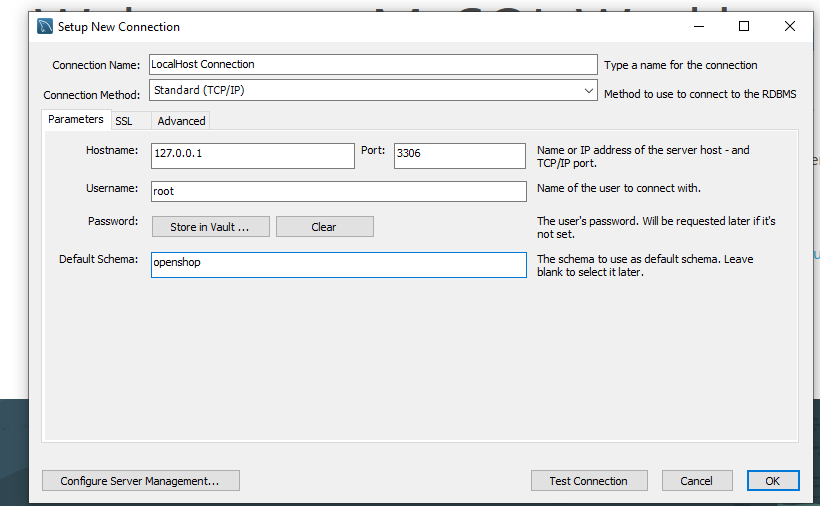 Setup New Connection
Connection Name: LocalHost Connection Type a name for the connection
Connection Method: Standard (TCP/IP) Method to use to connect to the RDBMS
Parameters SSL Advanced
Hostname: 127.0.0.1 Port: 3306 Name or IP address of the server host - and
TCP/IP port.
Username: root Name of the user to connect with.
Password: Store in Vault ... Clear The user's password. Will be requested later if it's
not set.
Default Schema: openshop The schema to use as default schema. Leave
blank to select it later.
Configure Server Management... Test Connection Cancel OK